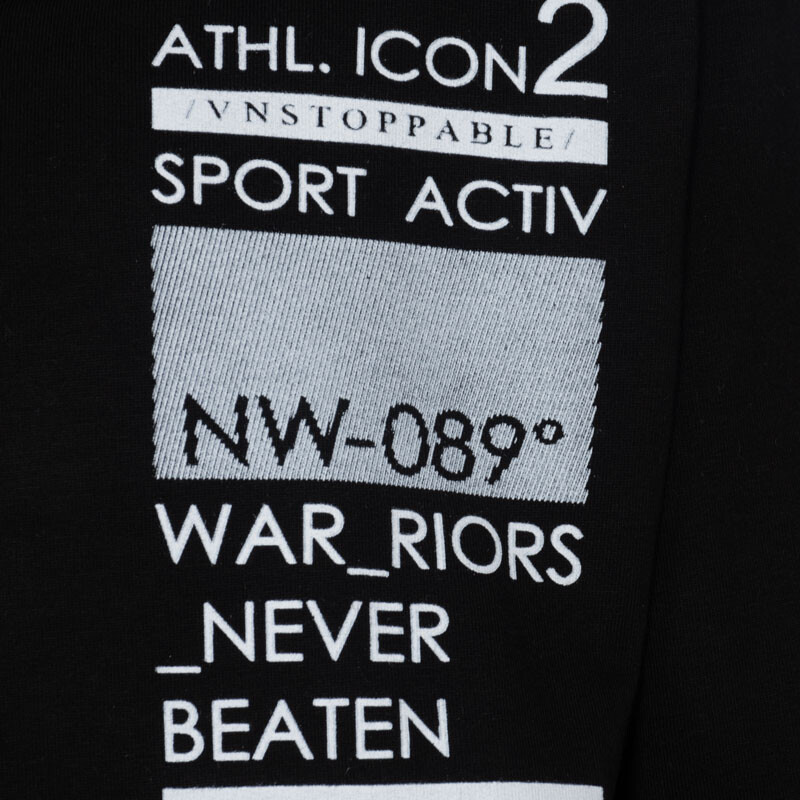 ATHL. ICON2
/VNSTOPPABLE/
SPORT ACTIV
NW-089°
WAR_RIORS
_NEVER
BEATEN